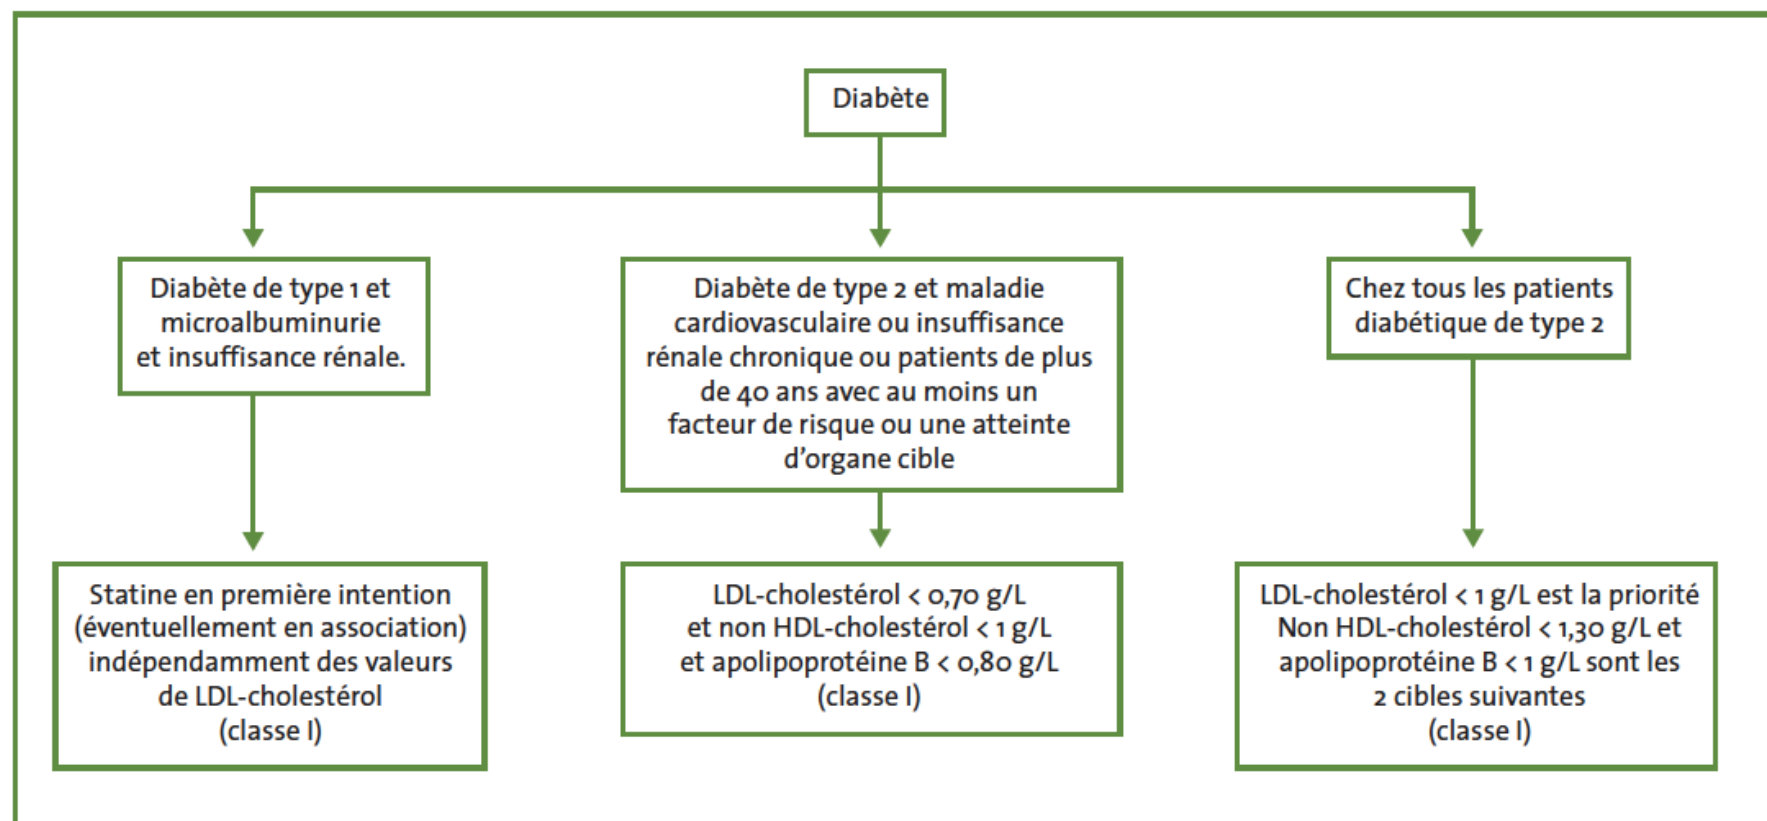 Diabète
Diabète de type 1 et
microalbuminurie
et insuffisance rénale.
Diabète de type 2 et maladie
cardiovasculaire ou insuffisance
rénale chronique ou patients de plus
de 40 ans avec au moins un
facteur de risque ou une atteinte
d’organe cible
Chez tous les patients
diabétique de type 2
Statine en première intention
(éventuellement en association)
indépendamment des valeurs
de LDL-cholestérol
(classe I)
LDL-cholestérol < 0,70 g/L
et non HDL-cholestérol < 1 g/L
et apolipoprotéine B < 0,80 g/L
(classe I)
LDL-cholestérol < 1 g/L est la priorité
Non HDL-cholestérol < 1,30 g/L et
apolipoprotéine B < 1 g/L sont les
2 cibles suivantes
(classe I)